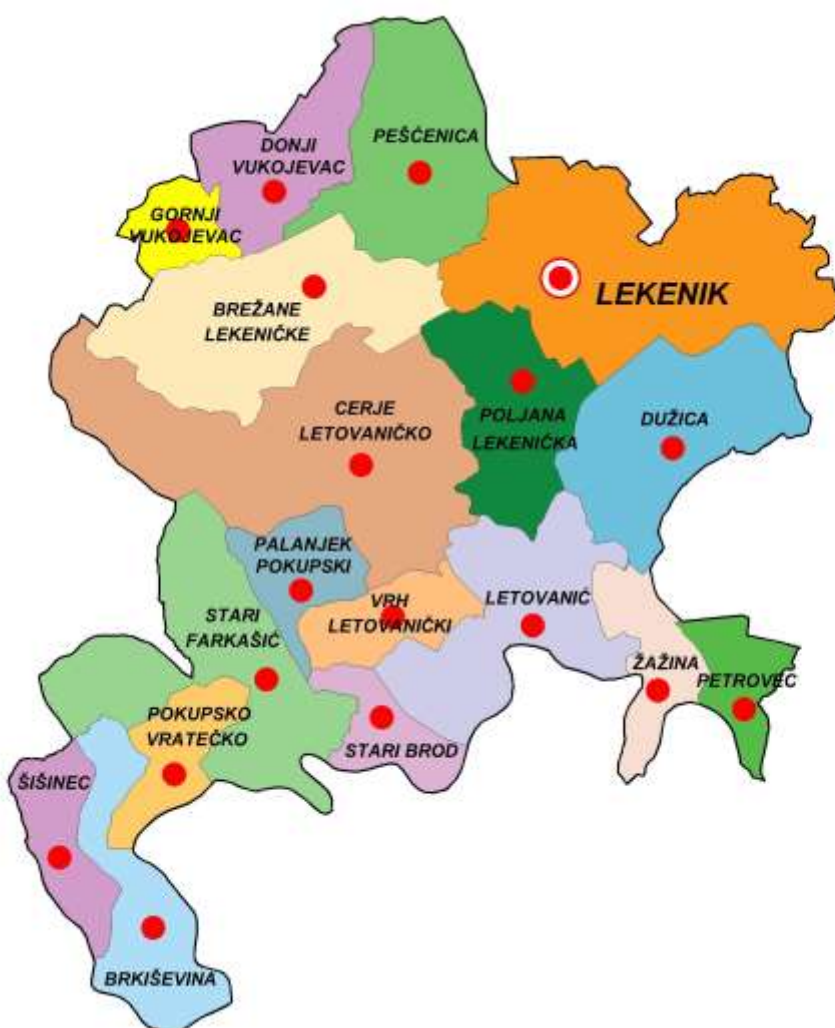 PEŠĆENICA
DONJI
VUKOJEVAC
GORNJI
VUKOJEVAC
LEKENIK
BREŽANE
LEKENIČKE
CERJE
LETOVANIČKO
POLJANA
LEKENIČKA
DUŽICA
PALANJEK
POKUPSKI
VRH
LETOVANIČKI
LETOVANIĆ
STARI
FARKAŠIĆ
ŽAŽINA
PETROVEC
POKUPSKO
VRATEČKO
STARI BROD
ŠIŠINEC
BRKIŠEVINA